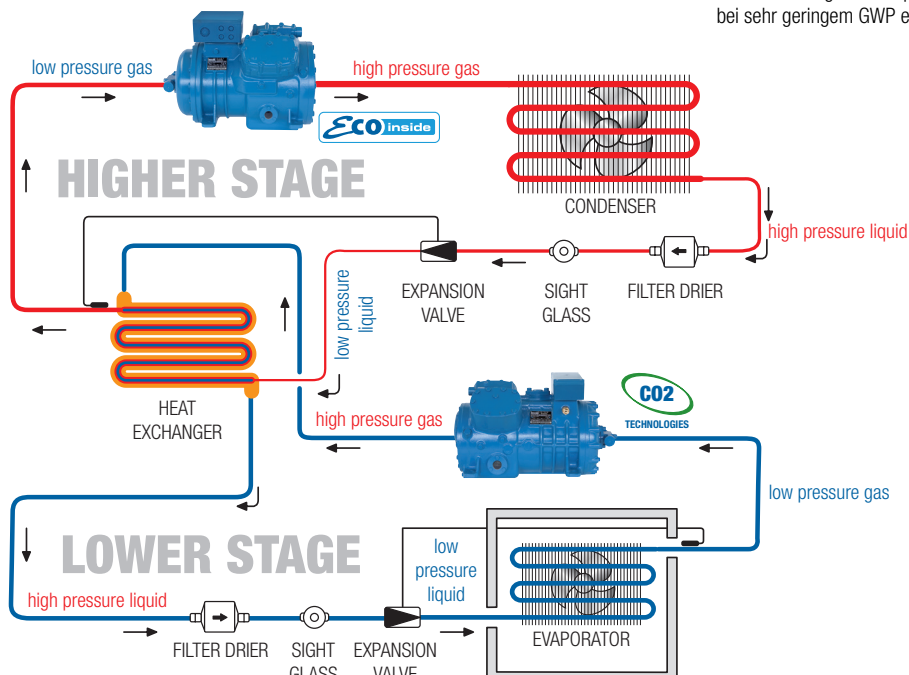 bei sehr geringem GWP e
low pressure gas
high pressure gas
ECO inside
HIGHER STAGE
CONDENSER
high pressure liquid
EXPANSION
VALVE
SIGHT
GLASS
FILTER DRIER
low pressure
liquid
HEAT
EXCHANGER
high pressure gas
CO2
TECHNOLOGIES
low pressure gas
LOWER STAGE
low
pressure
liquid
high pressure liquid
FILTER DRIER
SIGHT
GLASS
EXPANSION
VALVE
EVAPORATOR